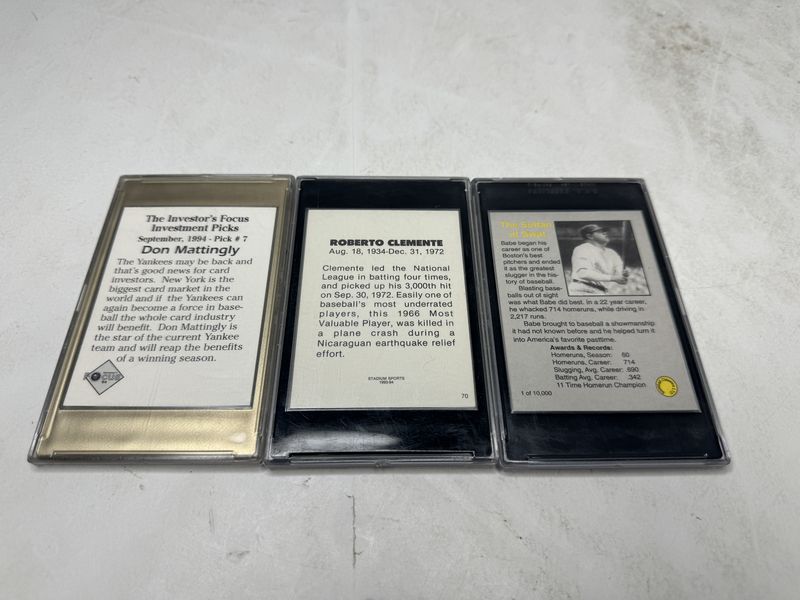 The Investor's Focus
Investment Picks
September, 1994 - Pick # 7
Don Mattingly
The Yankees may be back and
that's good news for card
investors. New York is the
biggest card market in the
world and if the Yankees can
again become a force in base-
ball the whole card industry
will benefit. Don Mattingly is
the star of the current Yankee
team and will reap the benefits
of a winning season.
FOCUS
ROBERTO CLEMENTE
Aug. 18, 1934-Dec. 31, 1972
Clemente led the National
League in batting four times,
and picked up his 3,000th hit
on Sep. 30, 1972. Easily one of
baseball's most underrated
players, this 1966 Most
Valuable Player, was killed in
a plane crash during a
Nicaraguan earthquake relief
effort.
STADIUM SPORTS
1993-94
70
The Sultan
of Swat
Babe began his
career as one of
Boston's best
pitchers and ended
it as the greatest
slugger in the his-
tory of baseball.
Blasting base-
balls out of sight
was what Babe did best. In a 22 year career,
he whacked 714 homeruns, while driving in
2,217 runs.
Babe brought to baseball a showmanship
it had not known before and he helped turn it
into America's favorite pasttime.
Awards & Records:
Homeruns, Season: 60
Homeruns, Career: 714
Slugging, Avg. Career: .690
Batting Avg. Career: .342
11 Time Homerun Champion
1 of 10,000